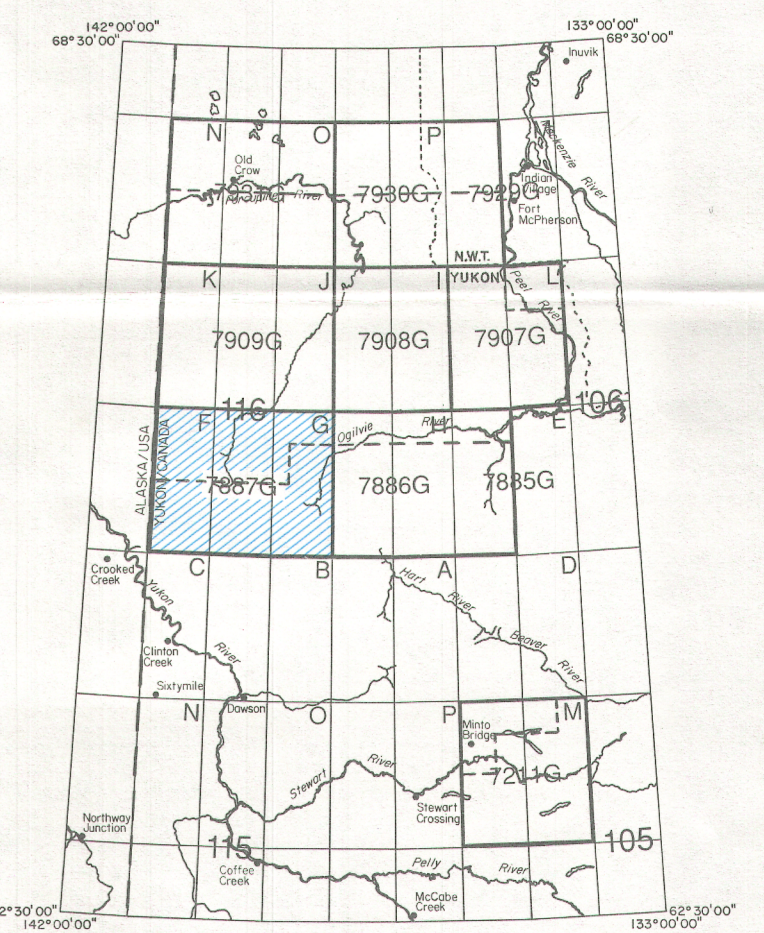 142°00'00"
133°00'00"
68°30'00"
68°30'00"
Inuvik
N
O
P
M
Mackenzie
River
Old
Crow
7931G
7930G
7929G
Porcupine
River
Indian
Village
Fort
McPherson
N.W.T.
YUKON
K
J
I
L
Peel
River
7909G
7908G
7907G
116
106
F
G
H
E
Ogilvie
River
ALASKA/USA
YUKON/CANADA
7887G
7886G
7885G
C
B
A
D
Crooked
Creek
Yukon
River
Hart
River
Beaver
River
Clinton
Creek
Sixtymile
Dawson
N
O
P
M
Minto
Bridge
7211G
Stewart
River
Stewart
Crossing
Northway
Junction
115
105
Coffee
Creek
Pelly
River
McCabe
Creek
2°30'00"
62°30'00"
142°00'00"
133°00'00"